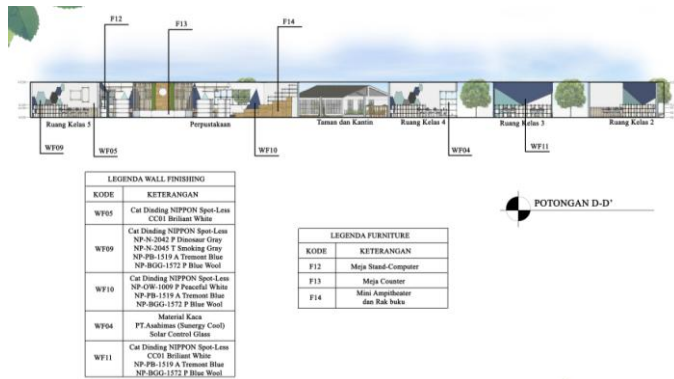 F12
F13
F14
Ruang Kelas 5
Perpustakaan
Taman dan Kantin
Ruang Kelas 4
Ruang Kelas 3
Ruang Kelas 2
WF09
WF05
WF10
WF04
WF11
LEGENDA WALL FINISHING
KODE KETERANGAN
WF05 Cat Dinding NIPPON Spot-Less
CC01 Briliant White
WF09 Cat Dinding NIPPON Spot-Less
NP-N-2042 P Dinosaur Gray
NP-N-2045 T Smoking Gray
NP-PB-1519 A Tremont Blue
NP-BGG-1572 P Blue Wool
WF10 Cat Dinding NIPPON Spot-Less
NP-OW-1009 P Peaceful White
NP-PB-1519 A Tremont Blue
NP-BGG-1572 P Blue Wool
WF04 Material Kaca
PT.Asahimas (Sunergy Cool)
Solar Control Glass
WF11 Cat Dinding NIPPON Spot-Less
CC01 Briliant White
NP-PB-1519 A Tremont Blue
NP-BGG-1572 P Blue Wool
POTONGAN D-D'
LEGENDA FURNITURE
KODE KETERANGAN
F12 Meja Stand-Computer
F13 Meja Counter
F14 Mini Ampitheater
dan Rak buku